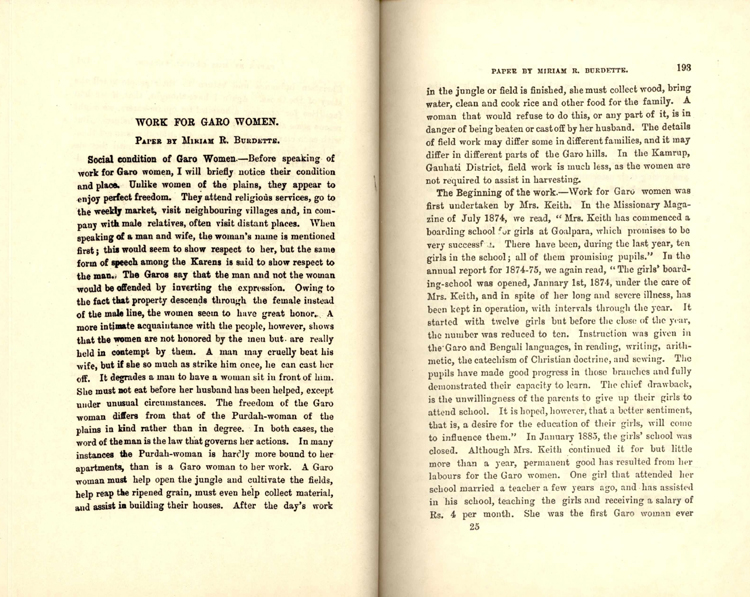 WORK FOR GARO WOMEN.
PAPER BY MIRIAM R. BURDETTE.
Social condition of Garo Women.—Before speaking of
work for Garo women, I will briefly notice their condition
and place. Unlike women of the plains, they appear to
enjoy perfect freedom. They attend religious services, go to
the weekly market, visit neighbouring villages and, in com-
pany with male relatives, often visit distant places. When
speaking of a man and wife, the woman's name is mentioned
first; this would seem to show respect to her, but the same
form of speech among the Karens is said to show respect to
the man. The Garos say that the man and not the woman
would be offended by inverting the expression. Owing to
the fact that property descends through the female instead
of the male line, the women seem to have great honor. A
more intimate acquaintance with the people, however, shows
that the women are not honored by the men but are really
held in contempt by them. A man may cruelly beat his
wife, but if she so much as strike him once, he can cast her
off. It degrades a man to have a woman sit in front of him.
She must not eat before her husband has been helped, except
under unusual circumstances. The freedom of the Garo
woman differs from that of the Purdah-woman of the
plains in kind rather than in degree. In both cases, the
word of the man is the law that governs her actions. In many
instances the Purdah-woman is hardly more bound to her
apartments, than is a Garo woman to her work. A Garo
woman must help open the jungle and cultivate the fields,
help reap the ripened grain, must even help collect material,
and assist in building their houses. After the day's work
PAPER BY MIRIAM R. BURDETTE. 193
in the jungle or field is finished, she must collect wood, bring
water, clean and cook rice and other food for the family. A
woman that would refuse to do this, or any part of it, is in
danger of being beaten or cast off by her husband. The details
of field work may differ some in different families, and it may
differ in different parts of the Garo hills. In the Kamrup,
Gauhati District, field work is much less, as the women are
not required to assist in harvesting.
The Beginning of the work.—Work for Garo women was
first undertaken by Mrs. Keith. In the Missionary Maga-
zine of July 1874, we read, " Mrs. Keith has commenced a
boarding school for girls at Goalpara, which promises to be
very successful. There have been, during the last year, ten
girls in the school; all of them promising pupils." In the
annual report for 1874-75, we again read, " The girls' board-
ing-school was opened, January 1st, 1874, under the care of
Mrs. Keith, and in spite of her long and severe illness, has
been kept in operation, with intervals through the year. It
started with twelve girls but before the close of the year,
the number was reduced to ten. Instruction was given in
the Garo and Bengali languages, in reading, writing, arith-
metic, the catechism of Christian doctrine, and sewing. The
pupils have made good progress in those branches and fully
demonstrated their capacity to learn. The chief drawback,
is the unwillingness of the parents to give up their girls to
attend school. It is hoped, however, that a better sentiment,
that is, a desire for the education of their girls, will come
to influence them." In January 1885, the girls' school was
closed. Although Mrs. Keith continued it for but little
more than a year, permanent good has resulted from her
labours for the Garo women. One girl that attended her
school married a teacher a few years ago, and has assisted
in his school, teaching the girls and receiving a salary of
Rs. 4 per month. She was the first Garo woman ever
25